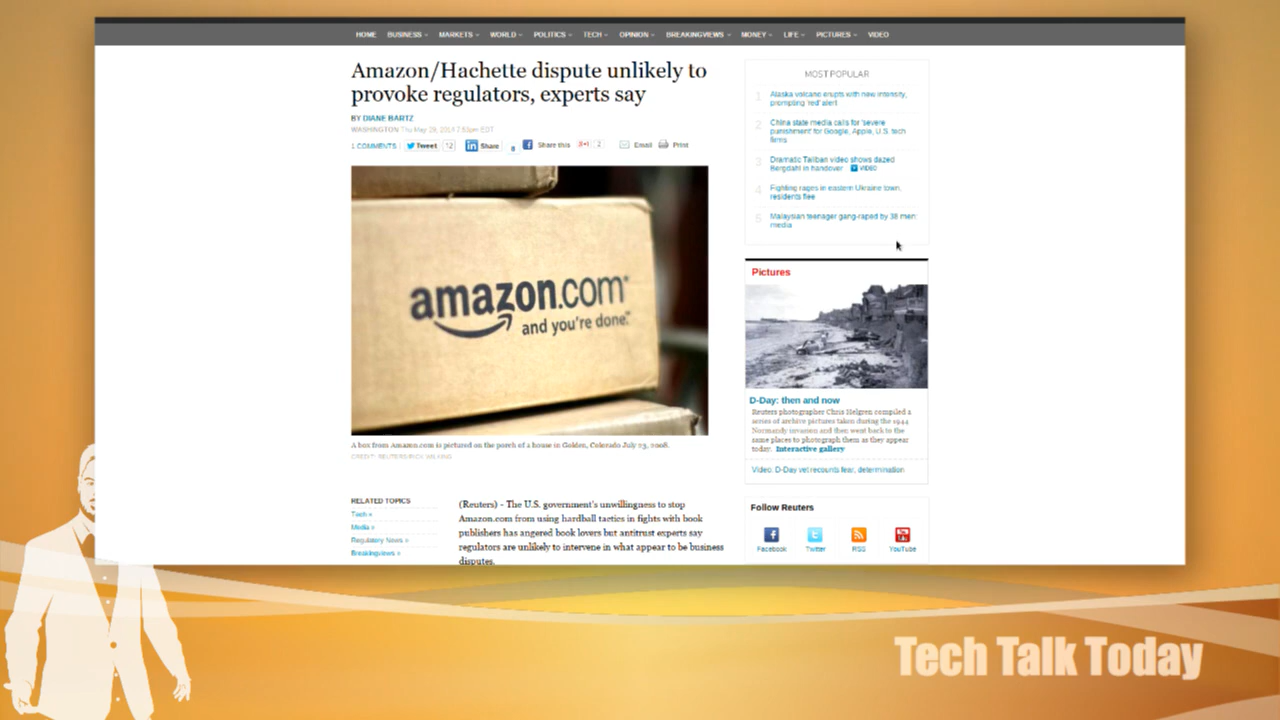 HOME BUSINESS MARKETS WORLD POLITICS TECH OPINION BREAKINGVIEWS MONEY LIFE PICTURES VIDEO
Amazon/Hachette dispute unlikely to
provoke regulators, experts say
BY DIANE BARTZ
WASHINGTON Thu May 29, 2014 7:53pm EDT
1 COMMENTS Tweet 12 Share 8 Share this +1 2 Email Print
amazon.com
and you're done.™
A box from Amazon.com is pictured on the porch of a house in Golden, Colorado July 23, 2008.
CREDIT: REUTERS/RICK WILKING
RELATED TOPICS
Tech »
Media »
Regulatory News »
Breakingviews »
(Reuters) - The U.S. government's unwillingness to stop
Amazon.com from using hardball tactics in fights with book
publishers has angered book lovers but antitrust experts say
regulators are unlikely to intervene in what appear to be business
disputes.
MOST POPULAR
1 Alaska volcano erupts with new intensity,
prompting 'red' alert
2 China state media calls for 'severe
punishment' for Google, Apple, U.S. tech
firms
3 Dramatic Taliban video shows dazed
Bergdahl in handover VIDEO
4 Fighting rages in eastern Ukraine town,
residents flee
5 Malaysian teenager gang-raped by 38 men:
media
Pictures
D-Day: then and now
Reuters photographer Chris Helgren compiled a
series of archive pictures taken during the 1944
Normandy invasion and then went back to the
same places to photograph them as they appear
today. Interactive gallery
Video: D-Day vet recounts fear, determination
Follow Reuters
Facebook Twitter RSS YouTube
Tech Talk Today